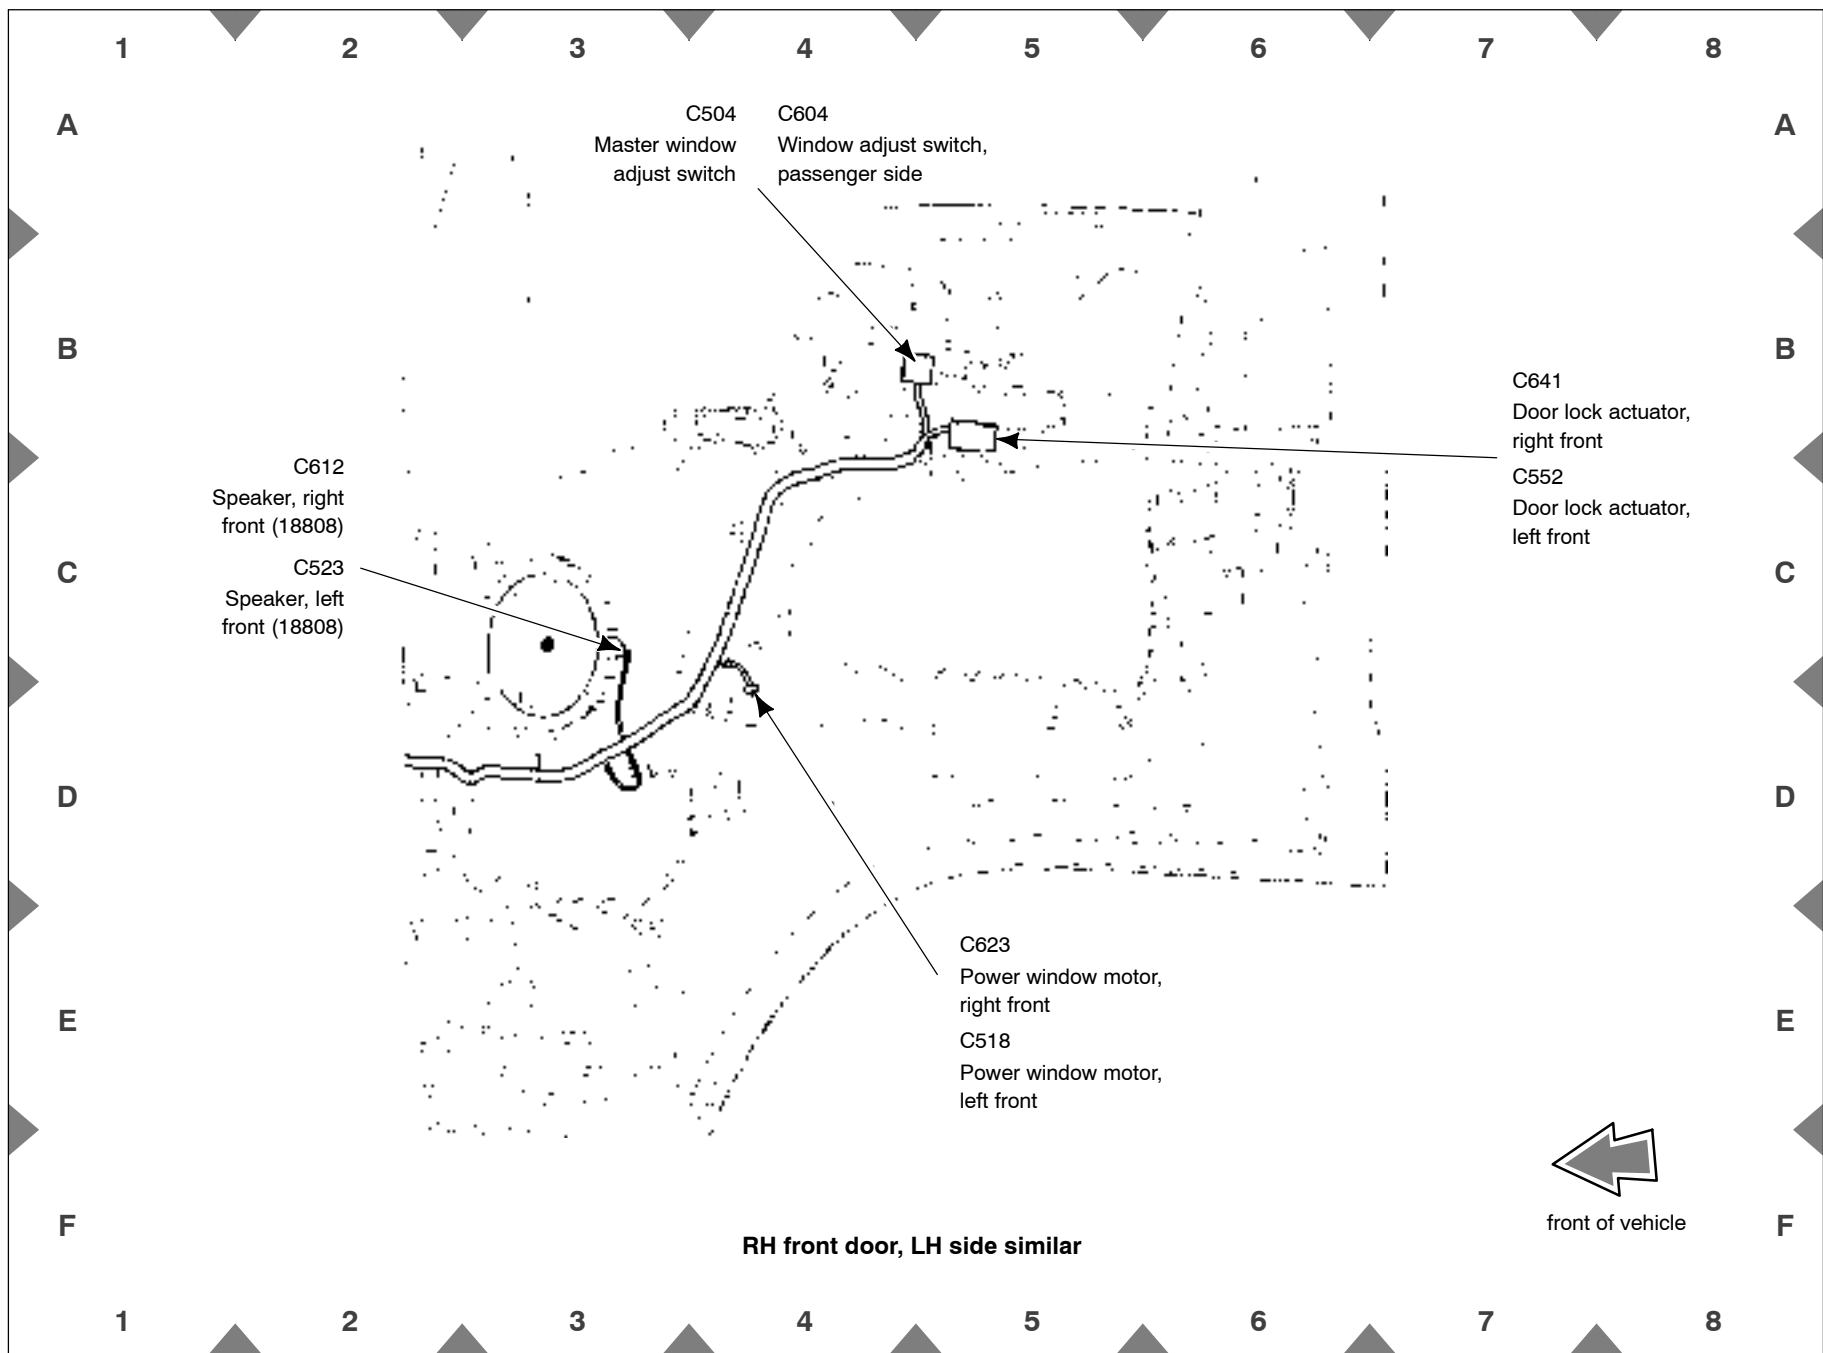 1 2 3 4 5 6 7 8
A A
C504
Master window
adjust switch
C604
Window adjust switch,
passenger side
B B
C641
Door lock actuator,
right front
C552
Door lock actuator,
left front
C612
Speaker, right
front (18808)
C523
Speaker, left
front (18808)
C C
D D
C623
Power window motor,
right front
C518
Power window motor,
left front
E E
front of vehicle
F F
RH front door, LH side similar
1 2 3 4 5 6 7 8